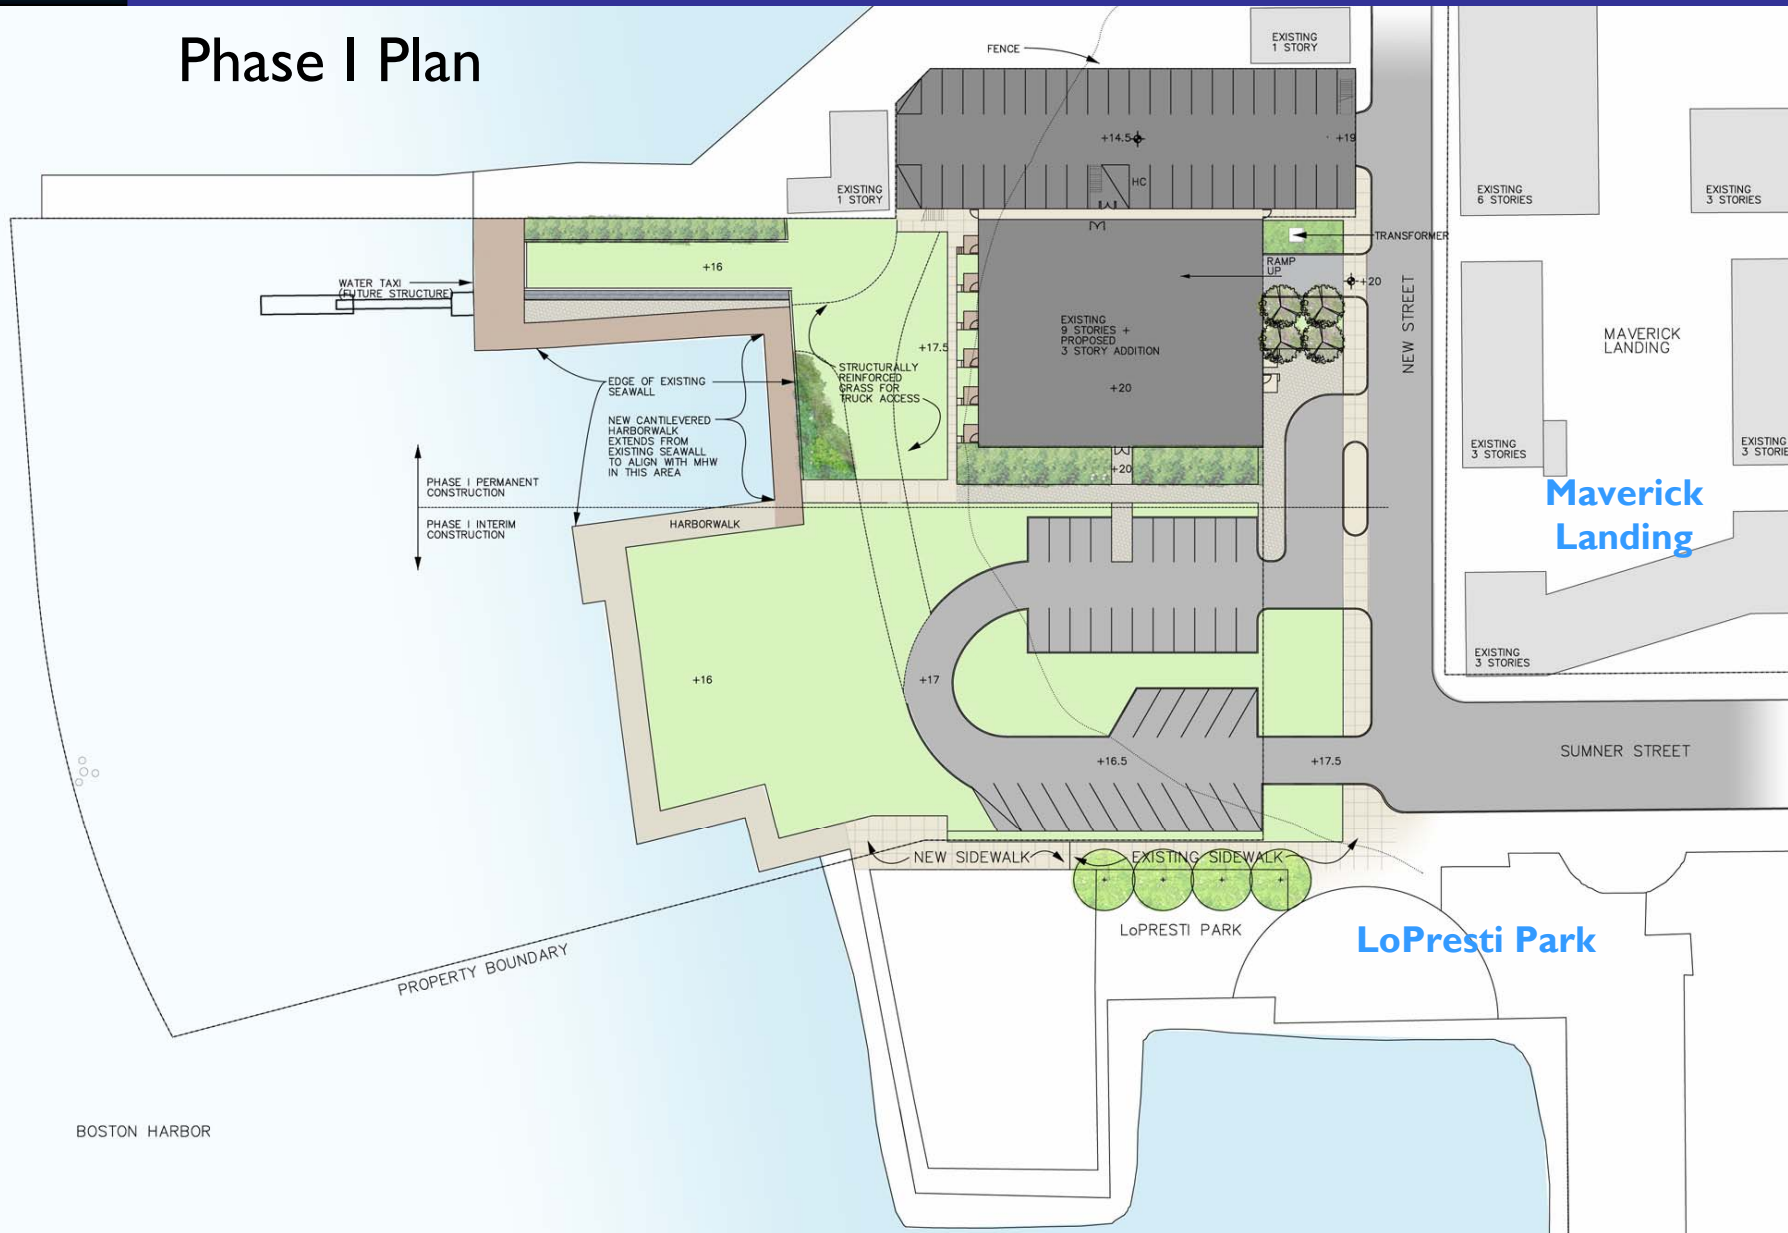 Phase I Plan
FENCE
EXISTING
1 STORY
+14.5
+19
HC
EXISTING
1 STORY
EXISTING
6 STORIES
EXISTING
3 STORIES
TRANSFORMER
RAMP
UP
+20
+16
WATER TAXI
(FUTURE STRUCTURE)
EXISTING
9 STORIES +
PROPOSED
3 STORY ADDITION
+20
+17.5
STRUCTURALLY
REINFORCED
GRASS FOR
TRUCK ACCESS
EDGE OF EXISTING
SEAWALL
NEW CANTILEVERED
HARBORWALK
EXTENDS FROM
EXISTING SEAWALL
TO ALIGN WITH MHW
IN THIS AREA
NEW STREET
MAVERICK
LANDING
EXISTING
3 STORIES
EXISTING
3 STORIE
+20
PHASE I PERMANENT
CONSTRUCTION
PHASE I INTERIM
CONSTRUCTION
HARBORWALK
Maverick
Landing
EXISTING
3 STORIES
+16
+17
+16.5
+17.5
SUMNER STREET
NEW SIDEWALK
EXISTING SIDEWALK
LoPRESTI PARK
LoPresti Park
PROPERTY BOUNDARY
BOSTON HARBOR